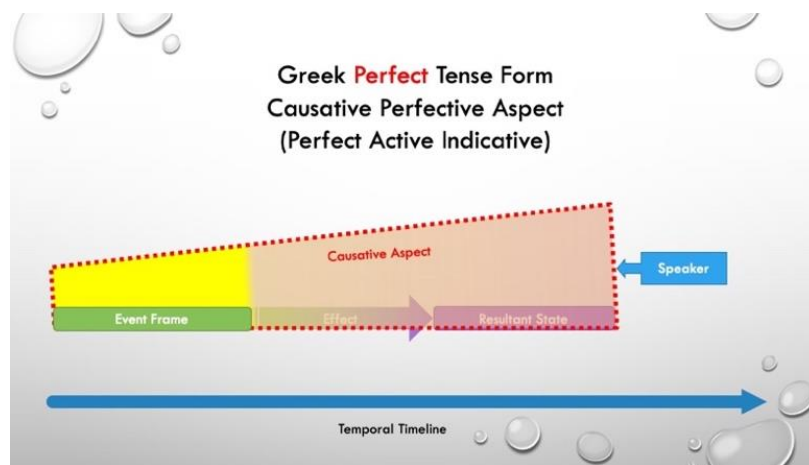 Greek Perfect Tense Form
Causative Perfective Aspect
(Perfect Active Indicative)
Causative Aspect
Speaker
Event Frame
Effect
Resultant State
Temporal Timeline